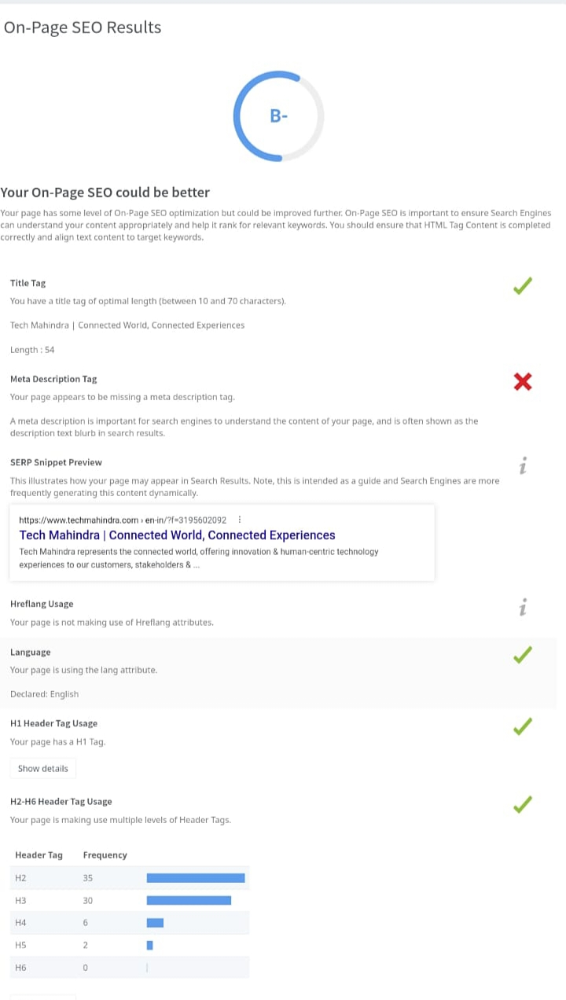 On-Page SEO Results
B-
Your On-Page SEO could be better
Your page has some level of On-Page SEO optimization but could be improved further. On-Page SEO is important to ensure Search Engines
can understand your content appropriately and help it rank for relevant keywords. You should ensure that HTML Tag Content is completed
correctly and align text content to target keywords.
Title Tag
You have a title tag of optimal length (between 10 and 70 characters).
Tech Mahindra | Connected World, Connected Experiences
Length : 54
Meta Description Tag
Your page appears to be missing a meta description tag.
A meta description is important for search engines to understand the content of your page, and is often shown as the
description text blurb in search results.
SERP Snippet Preview
This illustrates how your page may appear in Search Results. Note, this is intended as a guide and Search Engines are more
frequently generating this content dynamically.
https://www.techmahindra.com › en-in/?f=3195602092
Tech Mahindra | Connected World, Connected Experiences
Tech Mahindra represents the connected world, offering innovation & human-centric technology
experiences to our customers, stakeholders & ...
Hreflang Usage
Your page is not making use of Hreflang attributes.
Language
Your page is using the lang attribute.
Declared: English
H1 Header Tag Usage
Your page has a H1 Tag.
Show details
H2-H6 Header Tag Usage
Your page is making use multiple levels of Header Tags.
Header Tag Frequency
H2 35
H3 30
H4 6
H5 2
H6 0